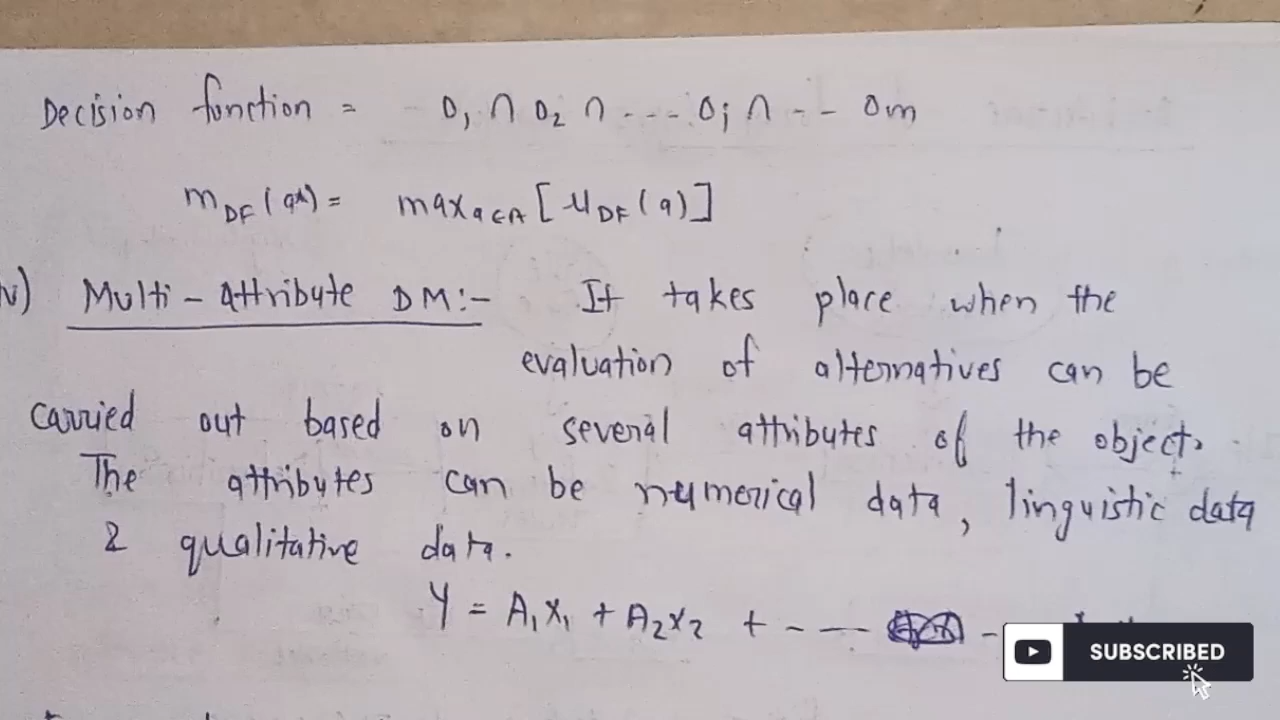 Decision function = O₁ ∩ O₂ ∩ --- Oⱼ ∩ -- Om
m_DF(a*) = max_a∈A [μ_DF(a)]
iv) Multi-Attribute DM:- It takes place when the
evaluation of alternatives can be
carried out based on several attributes of the object.
The attributes can be numerical data, linguistic data
& qualitative data.
Y = A₁X₁ + A₂X₂ + - -- -
SUBSCRIBED